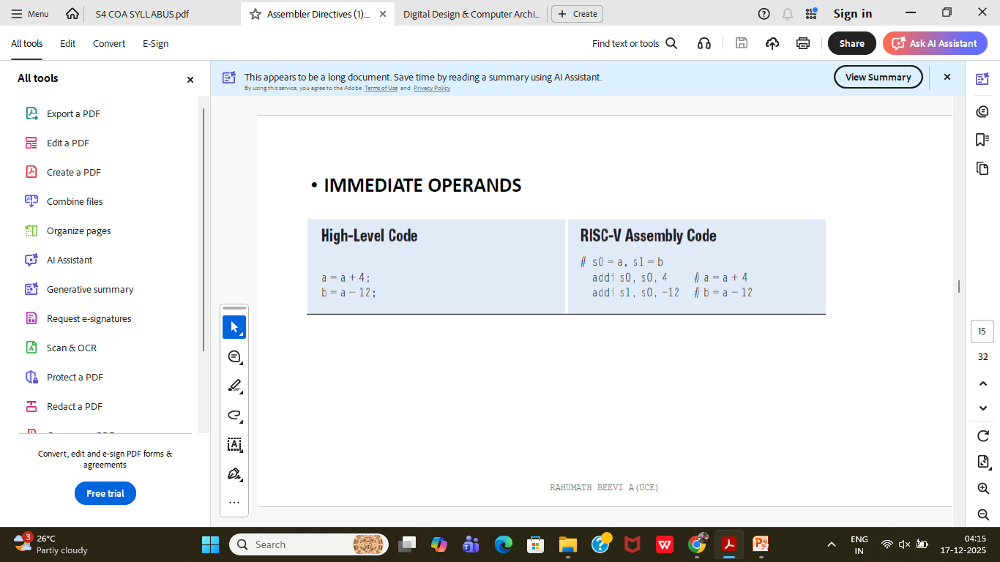 Menu
S4 COA SYLLABUS.pdf
Assembler Directives (1)....
Digital Design & Computer Archi...
+ Create
Sign in
All tools
Edit
Convert
E-Sign
Find text or tools
Share
Ask AI Assistant
All tools
This appears to be a long document. Save time by reading a summary using AI Assistant.
By using this service, you agree to the Adobe Terms of Use and Privacy Policy
View Summary
Export a PDF
Edit a PDF
Create a PDF
Combine files
Organize pages
AI Assistant
Generative summary
Request e-signatures
Scan & OCR
Protect a PDF
Redact a PDF
Convert, edit and e-sign PDF forms &
agreements
Free trial
• IMMEDIATE OPERANDS
High-Level Code
a = a + 4;
b = a − 12;
RISC-V Assembly Code
# s0 = a, s1 = b
addi s0, s0, 4 # a = a + 4
addi s1, s0, −12 # b = a − 12
RAHUMATH BEEVI A(UCE)
15
32
3
26°C
Partly cloudy
Search
ENG
IN
04:15
17-12-2025